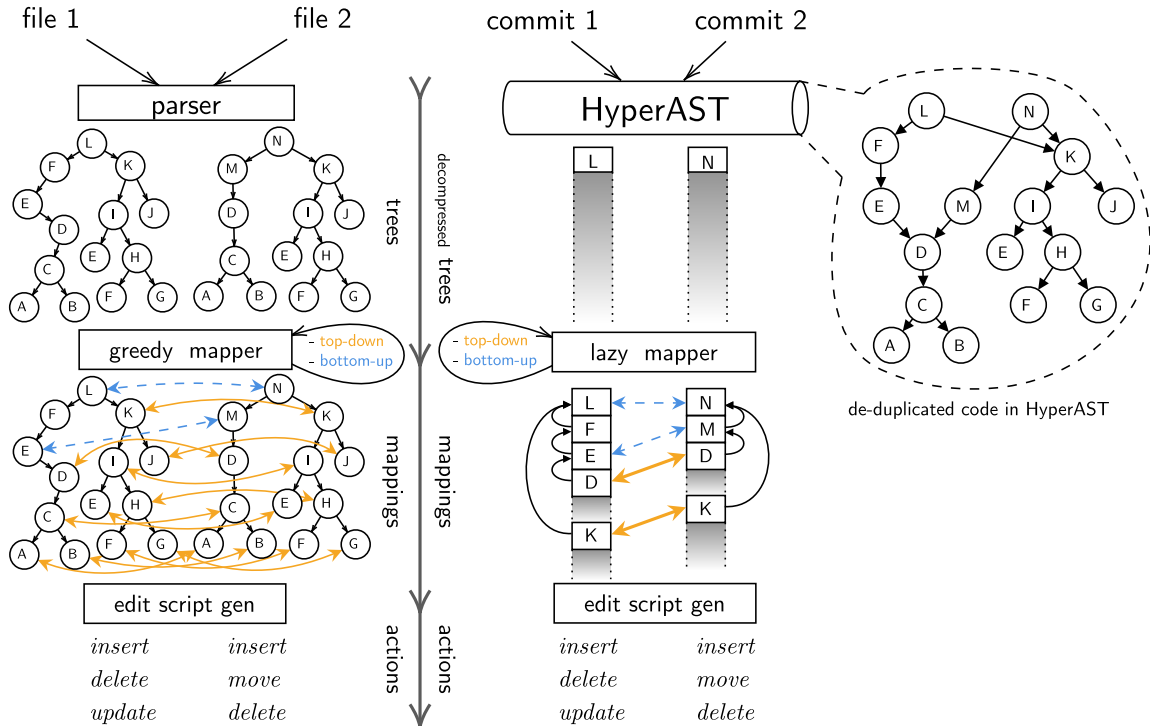 file 1
file 2
parser
L
F
K
E
D
I
J
C
E
H
A
B
F
G
N
M
K
D
I
J
C
E
H
A
B
F
G
trees
greedy mapper
- top-down
- bottom-up
L
F
K
E
D
I
J
C
E
H
A
B
F
G
N
M
K
D
I
J
C
E
H
A
B
F
G
mappings
edit script gen
insert
delete
update
insert
move
delete
actions
commit 1
commit 2
HyperAST
L
N
decompressed trees
lazy mapper
- top-down
- bottom-up
L
F
E
D
K
N
M
D
K
mappings
edit script gen
insert
delete
update
insert
move
delete
actions
L
N
F
K
E
M
I
J
D
E
H
C
F
G
A
B
de-duplicated code in HyperAST